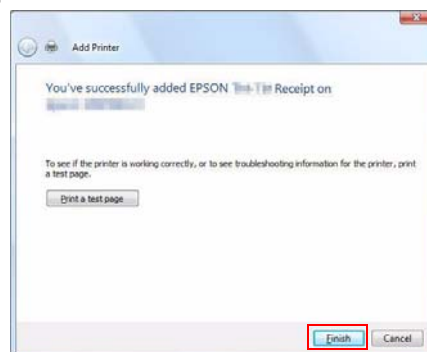 Add Printer
You've successfully added EPSON Receipt on
To see if the printer is working correctly, or to see troubleshooting information for the printer, print
a test page.
Print a test page
Finish Cancel